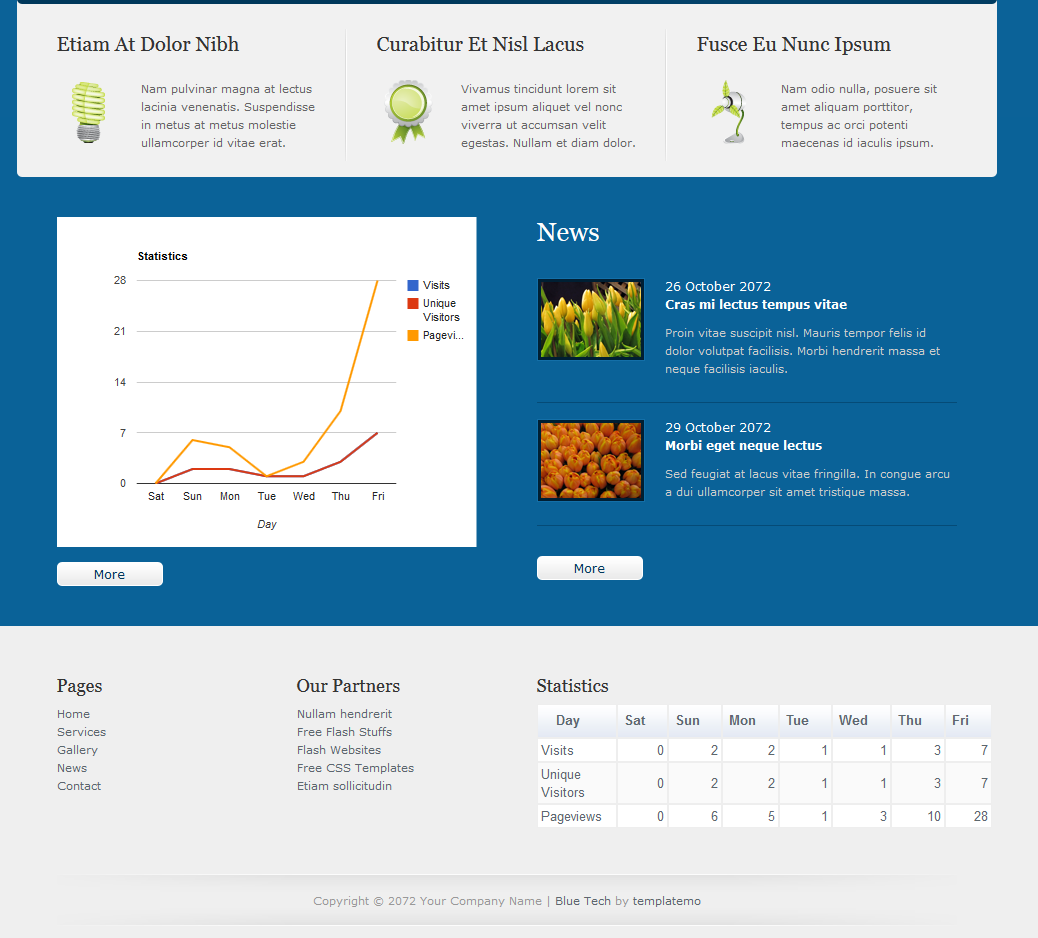 Etiam At Dolor Nibh
Nam pulvinar magna at lectus
lacinia venenatis. Suspendisse
in metus at metus molestie
ullamcorper id vitae erat.
Curabitur Et Nisl Lacus
Vivamus tincidunt lorem sit
amet ipsum aliquet vel nonc
viverra ut accumsan velit
egestas. Nullam et diam dolor.
Fusce Eu Nunc Ipsum
Nam odio nulla, posuere sit
amet aliquam porttitor,
tempus ac orci potenti
maecenas id iaculis ipsum.
Statistics
28
21
14
7
0
Sat Sun Mon Tue Wed Thu Fri
Day
Visits
Unique
Visitors
Pagevi...
More
News
26 October 2072
Cras mi lectus tempus vitae
Proin vitae suscipit nisl. Mauris tempor felis id
dolor volutpat facilisis. Morbi hendrerit massa et
neque facilisis iaculis.
29 October 2072
Morbi eget neque lectus
Sed feugiat at lacus vitae fringilla. In congue arcu
a dui ullamcorper sit amet tristique massa.
More
Pages
Home
Services
Gallery
News
Contact
Our Partners
Nullam hendrerit
Free Flash Stuffs
Flash Websites
Free CSS Templates
Etiam sollicitudin
Statistics
Day Sat Sun Mon Tue Wed Thu Fri
Visits 0 2 2 1 1 3 7
Unique
Visitors 0 2 2 1 1 3 7
Pageviews 0 6 5 1 3 10 28
Copyright © 2072 Your Company Name | Blue Tech by templatemo